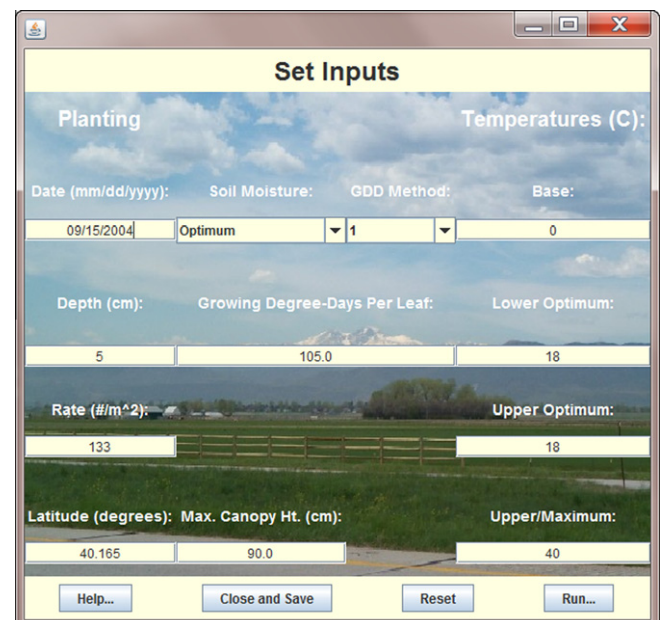 Set Inputs
Planting Temperatures (C):
Date (mm/dd/yyyy): Soil Moisture: GDD Method: Base:
09/15/2004 Optimum 1 0
Depth (cm): Growing Degree-Days Per Leaf: Lower Optimum:
5 105.0 18
Rate (#/m^2): Upper Optimum:
133 18
Latitude (degrees): Max. Canopy Ht. (cm): Upper/Maximum:
40.165 90.0 40
Help... Close and Save Reset Run...